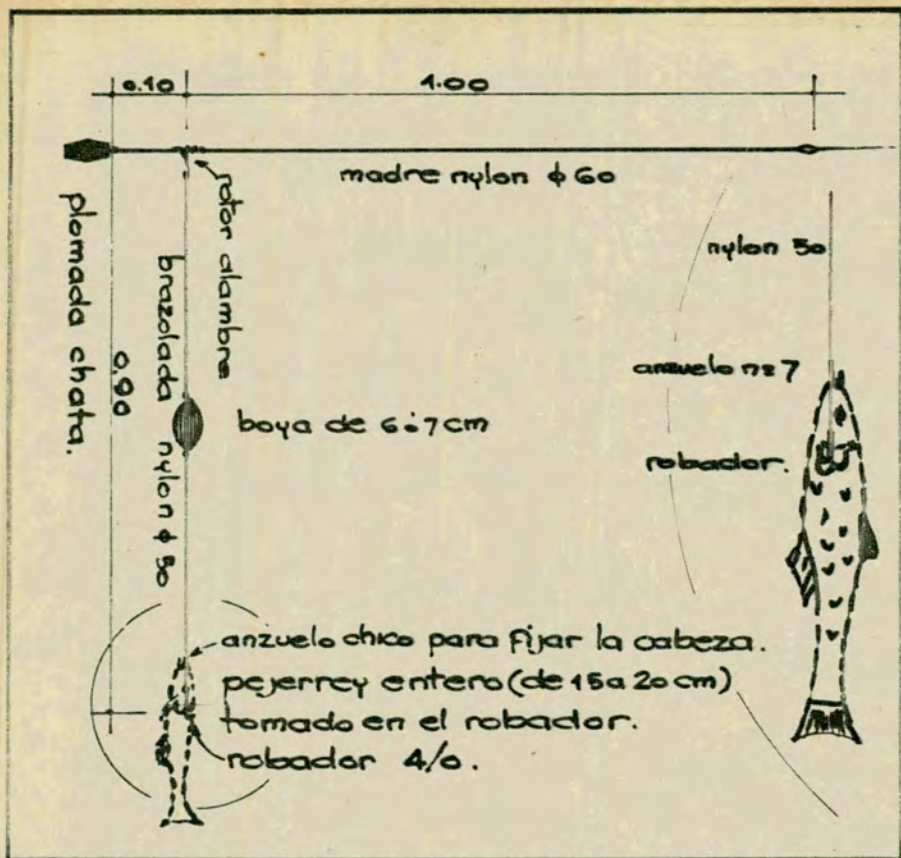 0.10
1.00
madre nylon ϕ 60
rotor alambre
plomada chata.
brazolada nylon ϕ 50
0.90
boya de 6 ó 7 cm
nylon 50
anzuelo nº 7
robador.
anzuelo chico para fijar la cabeza.
pejerrey entero (de 15 a 20 cm)
tomado en el robador.
robador 4/0.